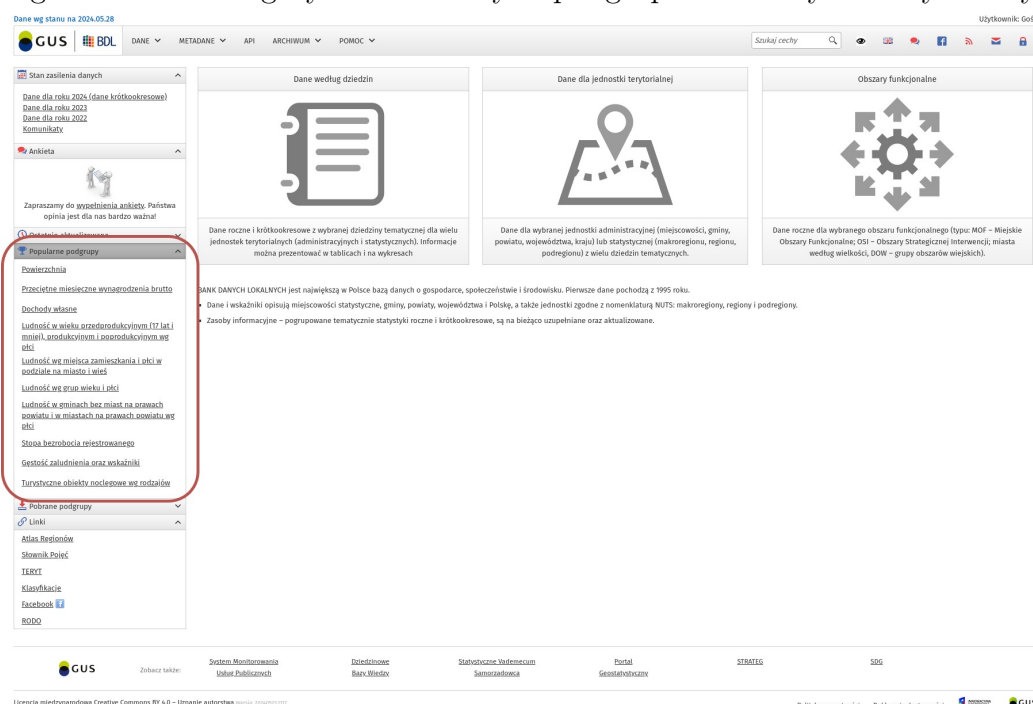 Dane wg stanu na 2024.05.28
Użytkownik: Goś
GUS BDL DANE METADANE API ARCHIWUM POMOC Szukaj cechy
Stan zasilenia danych
Dane dla roku 2024 (dane krótkookresowe)
Dane dla roku 2023
Dane dla roku 2022
Komunikaty
Ankieta
Zapraszamy do wypełnienia ankiety. Państwa
opinia jest dla nas bardzo ważna!
Ostatnio aktualizowane
Popularne podgrupy
Powierzchnia
Przeciętne miesięczne wynagrodzenia brutto
Dochody własne
Ludność w wieku przedprodukcyjnym (17 lat i
mniej), produkcyjnym i poprodukcyjnym wg
płci
Ludność wg miejsca zamieszkania i płci w
podziale na miasto i wieś
Ludność wg grup wieku i płci
Ludność w gminach bez miast na prawach
powiatu i w miastach na prawach powiatu wg
płci
Stopa bezrobocia rejestrowanego
Gęstość zaludnienia oraz wskaźniki
Turystyczne obiekty noclegowe wg rodzajów
Pobrane podgrupy
Linki
Atlas Regionów
Słownik Pojęć
TERYT
Klasyfikacje
Facebook
RODO
Dane według dziedzin
Dane roczne i krótkookresowe z wybranej dziedziny tematycznej dla wielu
jednostek terytorialnych (administracyjnych i statystycznych). Informacje
można prezentować w tablicach i na wykresach
Dane dla jednostki terytorialnej
Dane dla wybranej jednostki administracyjnej (miejscowości, gminy,
powiatu, województwa, kraju) lub statystycznej (makroregionu, regionu,
podregionu) z wielu dziedzin tematycznych.
Obszary funkcjonalne
Dane roczne dla wybranego obszaru funkcjonalnego (typu: MOF – Miejskie
Obszary Funkcjonalne; OSI – Obszary Strategicznej Interwencji; miasta
według wielkości, DOW – grupy obszarów wiejskich).
BANK DANYCH LOKALNYCH jest największą w Polsce bazą danych o gospodarce, społeczeństwie i środowisku. Pierwsze dane pochodzą z 1995 roku.
• Dane i wskaźniki opisują miejscowości statystyczne, gminy, powiaty, województwa i Polskę, a także jednostki zgodne z nomenklaturą NUTS: makroregiony, regiony i podregiony.
• Zasoby informacyjne – pogrupowane tematycznie statystyki roczne i krótkookresowe, są na bieżąco uzupełniane oraz aktualizowane.
GUS
Zobacz także:
System Monitorowania
Usług Publicznych
Dziedzinowe
Bazy Wiedzy
Statystyczne Vademecum
Samorządowca
Portal
Geostatystyczny
STRATEG
SDG
Licencja międzynarodowa Creative Commons BY 4.0 – Uznanie autorstwa
GUS